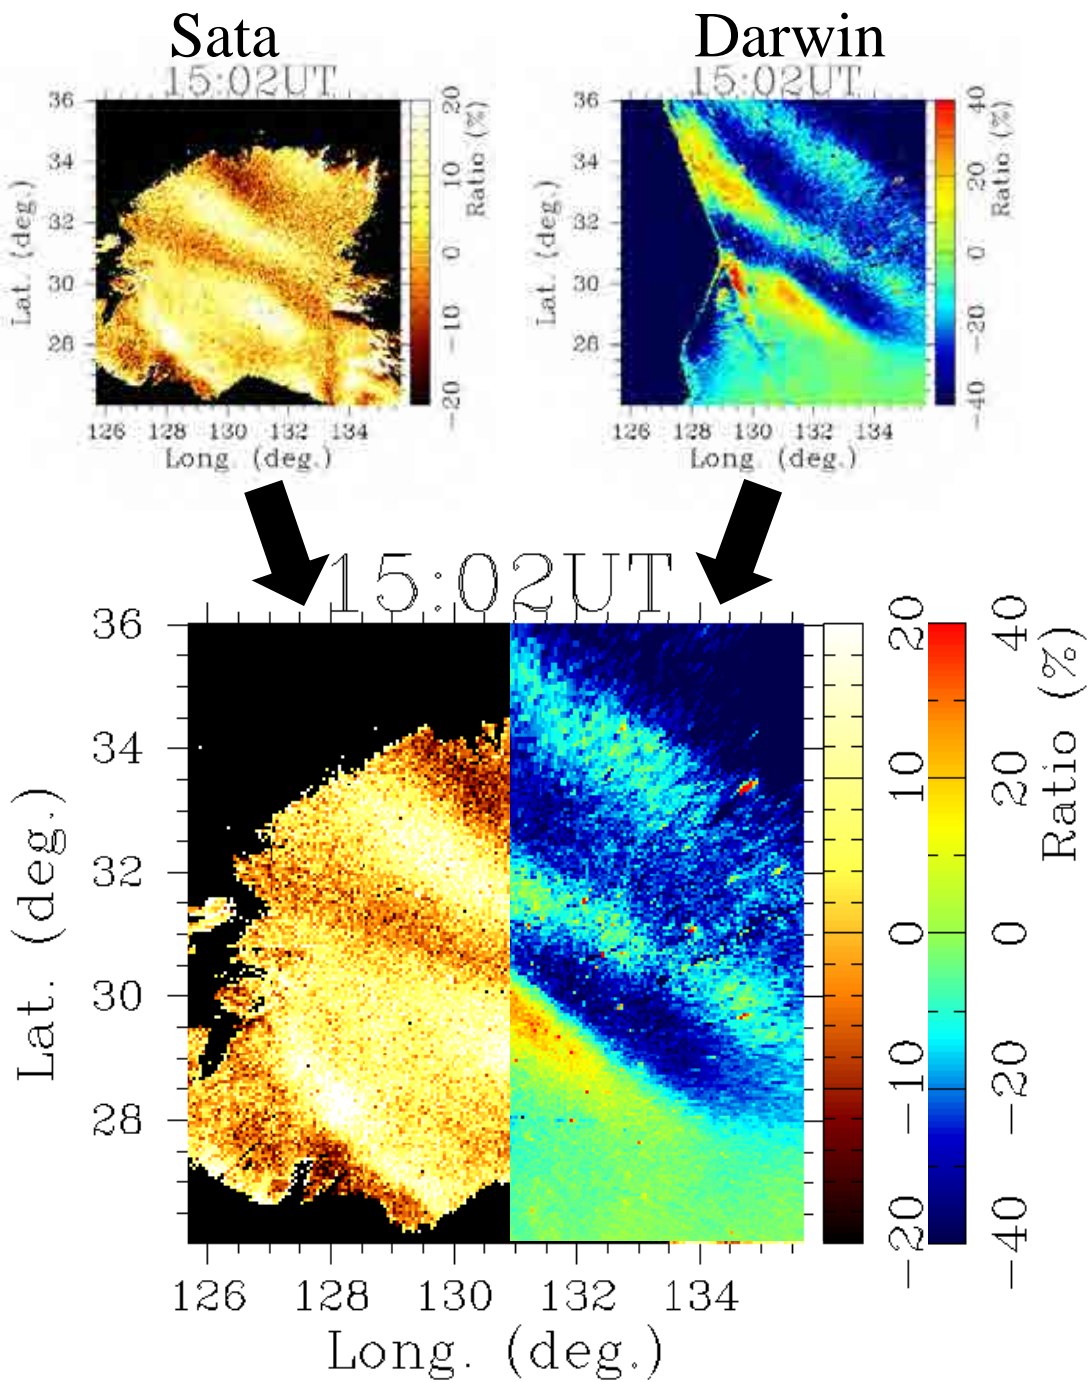 Sata
Darwin
15:02UT
15:02UT
36
34
32
30
28
Lat. (deg.)
126 128 130 132 134
Long. (deg.)
20
10
0
−10
−20
Ratio (%)
36
34
32
30
28
Lat. (deg.)
126 128 130 132 134
Long. (deg.)
40
20
0
−20
−40
Ratio (%)
15:02UT
36
34
32
30
28
Lat. (deg.)
126 128 130 132 134
Long. (deg.)
20
10
0
−10
−20
40
20
0
−20
−40
Ratio (%)